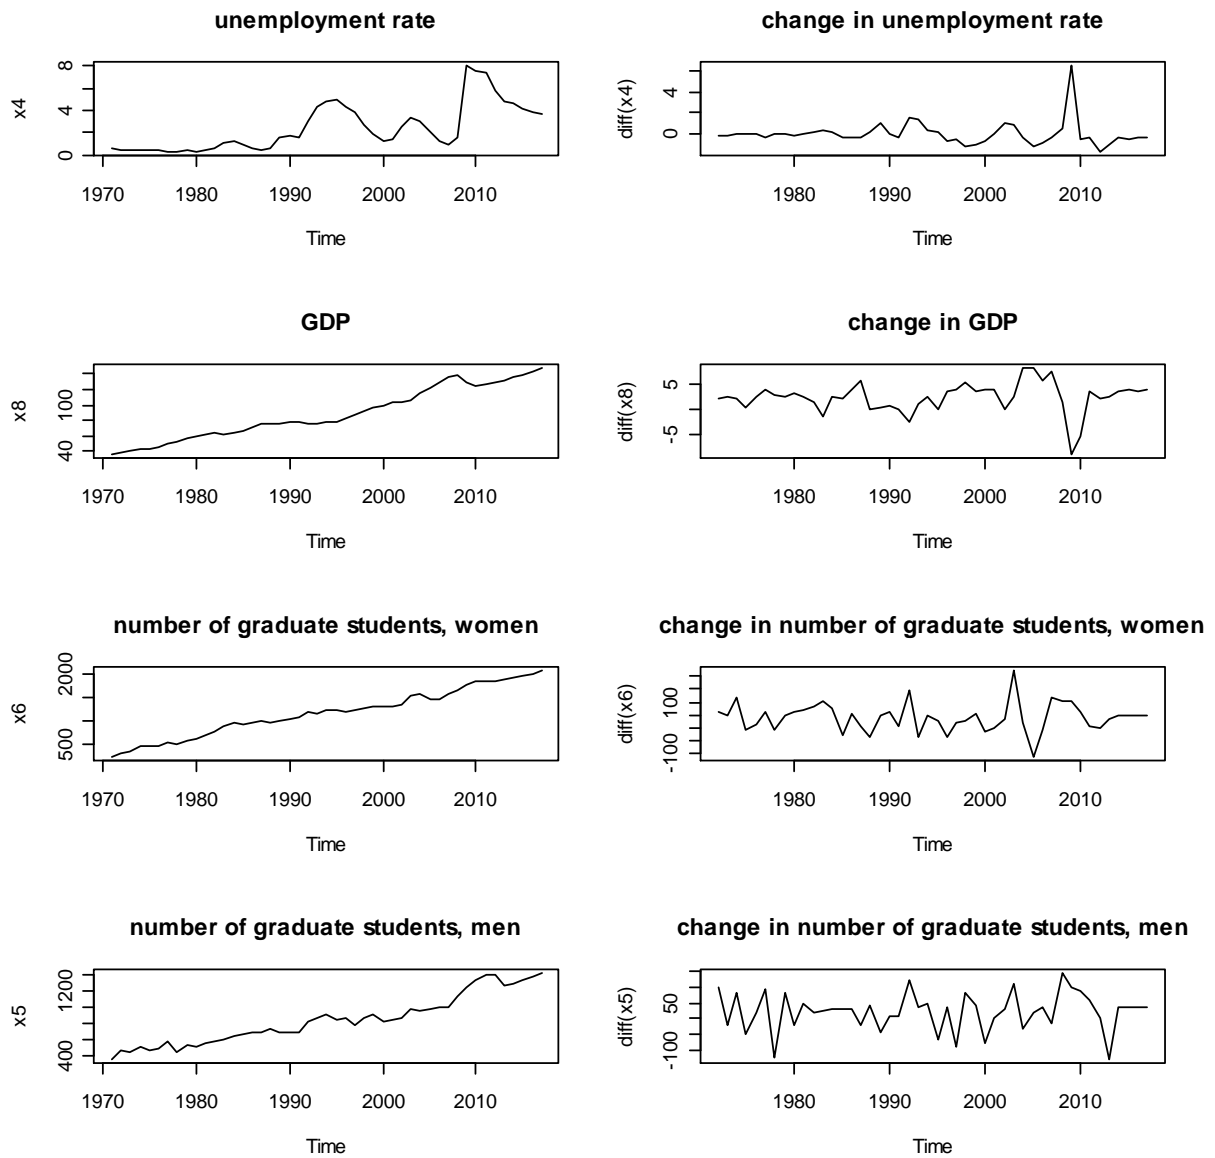 unemployment rate
x4
0 4 8
1970 1980 1990 2000 2010
Time
change in unemployment rate
diff(x4)
0 4
1980 1990 2000 2010
Time
GDP
x8
40 100
1970 1980 1990 2000 2010
Time
change in GDP
diff(x8)
-5 5
1980 1990 2000 2010
Time
number of graduate students, women
x6
500 2000
1970 1980 1990 2000 2010
Time
change in number of graduate students, women
diff(x6)
-100 100
1980 1990 2000 2010
Time
number of graduate students, men
x5
400 1200
1970 1980 1990 2000 2010
Time
change in number of graduate students, men
diff(x5)
-100 50
1980 1990 2000 2010
Time